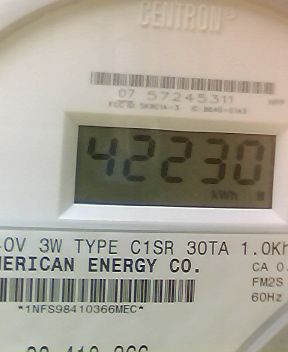 CENTRON®
07 57245311
42230
kWh
0V 3W TYPE C1SR 30TA 1.0Kh
MERICAN ENERGY CO.
CA 0.
FM2S
60Hz
*1NFS98410366MEC*